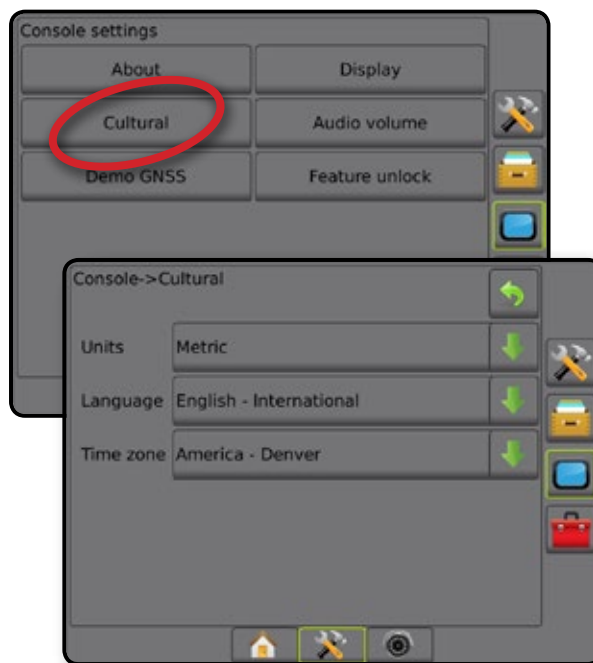 Console settings
About Display
Cultural Audio volume
Demo GNSS Feature unlock
Console->Cultural
Units Metric
Language English - International
Time zone America - Denver